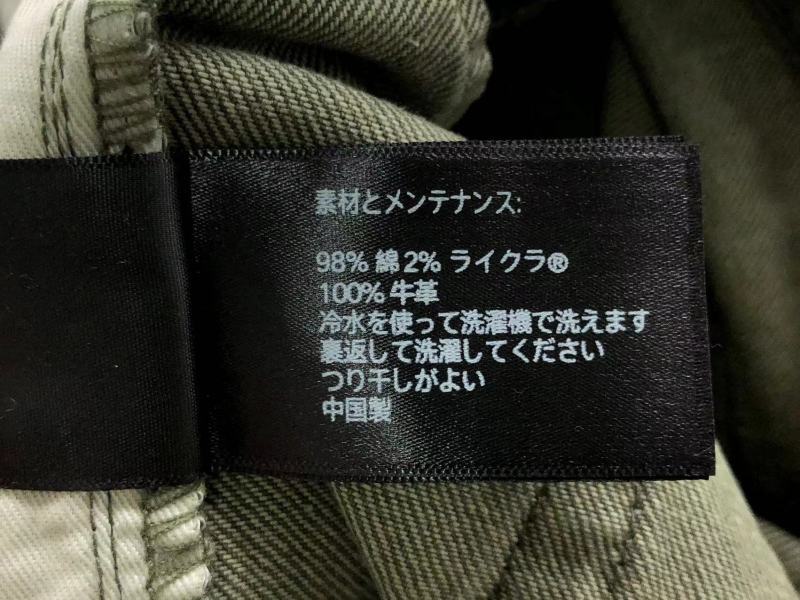 素材とメンテナンス:
98% 綿 2% ライクラ®
100% 牛革
冷水を使って洗濯機で洗えます
裏返して洗濯してください
つり干しがよい
中国製